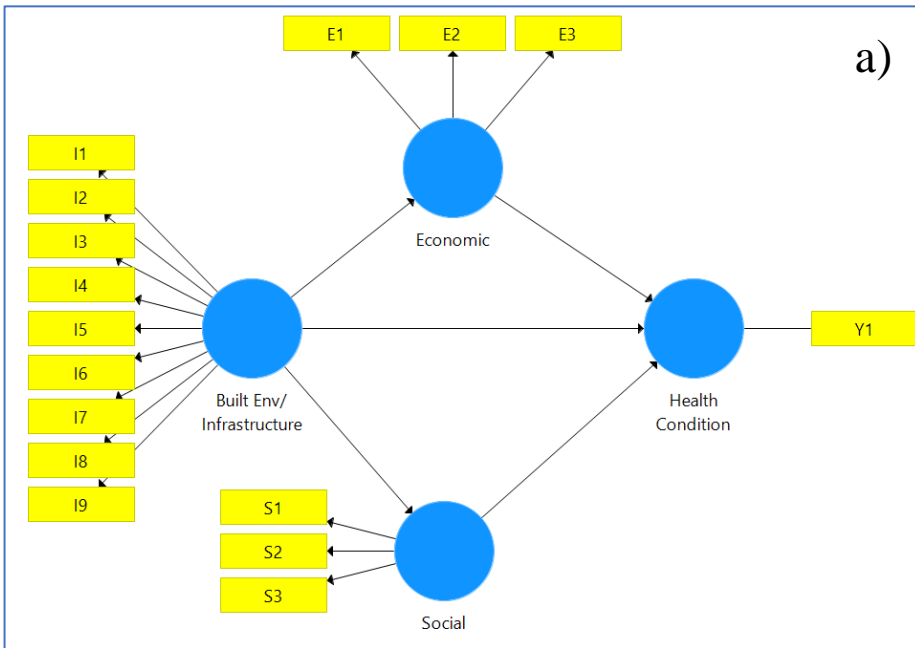 E1
E2
E3
a)
I1
I2
I3
I4
I5
I6
I7
I8
I9
Economic
Built Env/
Infrastructure
Health
Condition
Y1
S1
S2
S3
Social